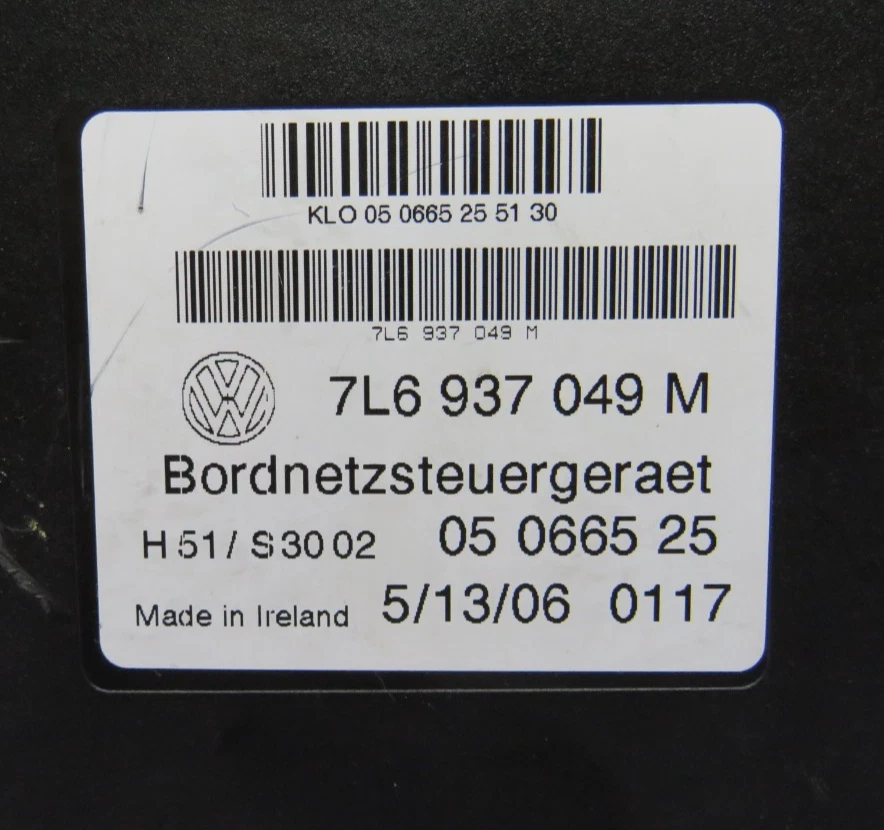 KLO 05 0665 25 51 30
7L6 937 049 M
7L6 937 049 M
Bordnetzsteuergeraet
H 51 / S 30 02 05 0665 25
Made in Ireland 5/13/06 0117